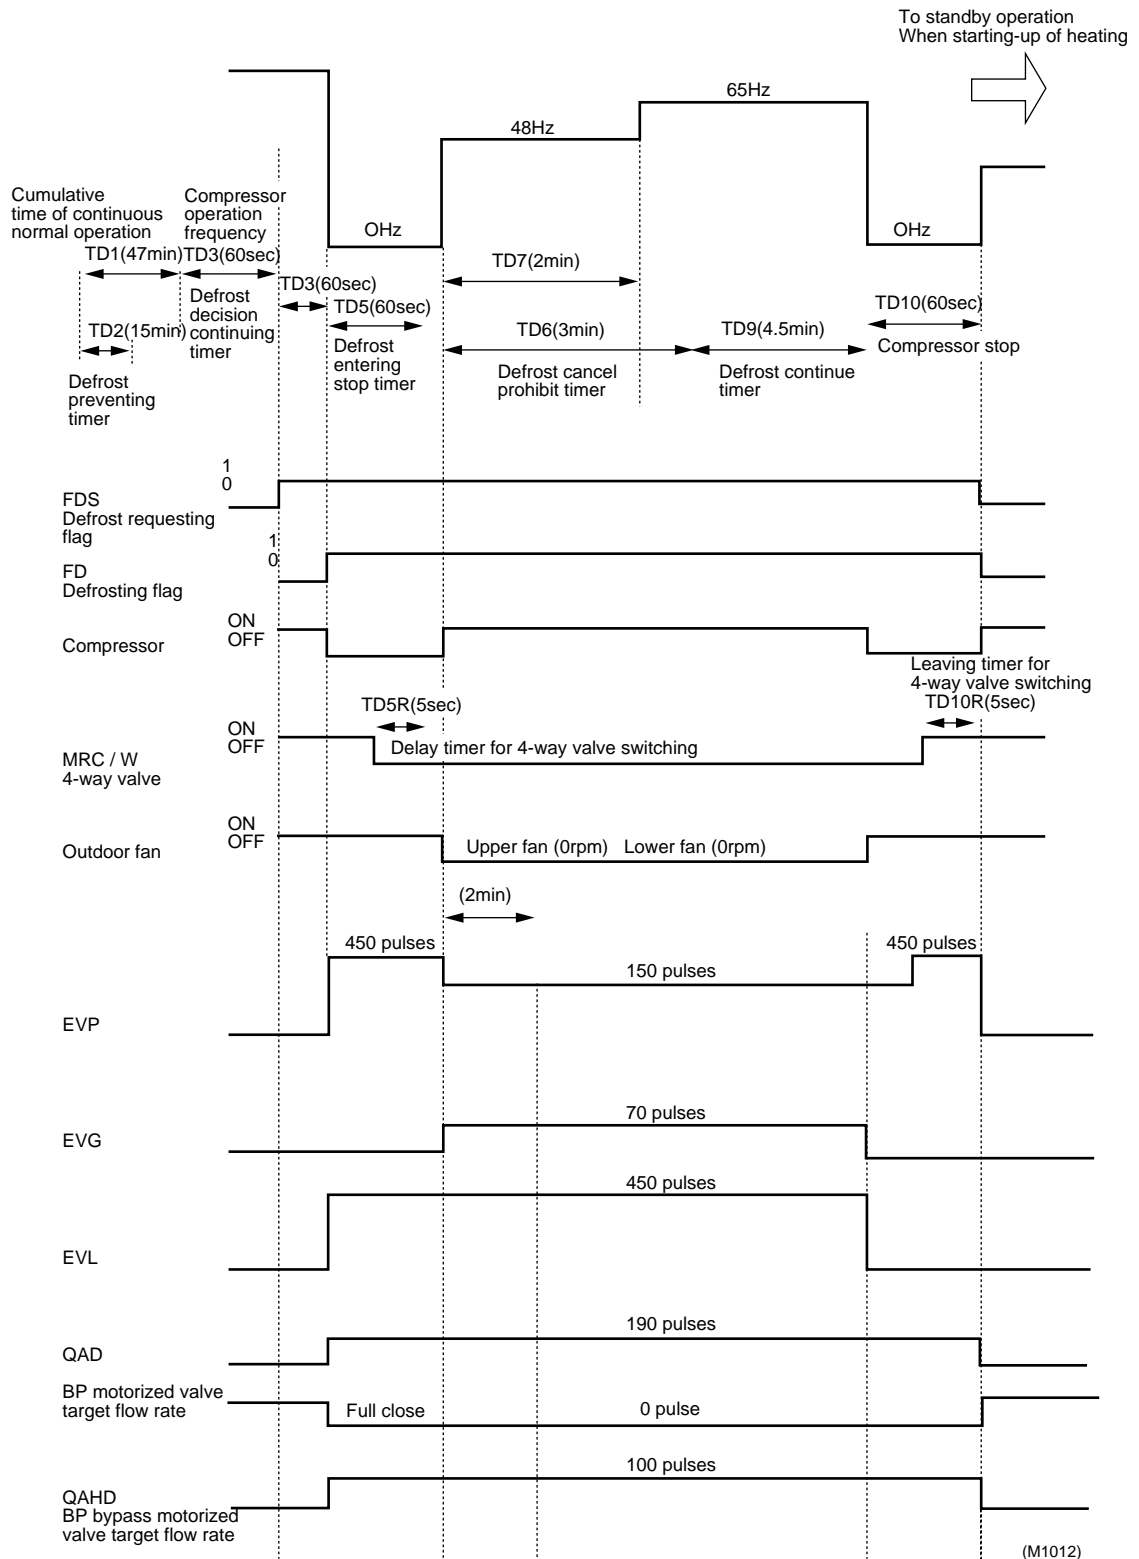 To standby operation
When starting-up of heating
65Hz
48Hz
Cumulative
time of continuous
normal operation
Compressor
operation
frequency
OHz
OHz
TD1(47min)
TD3(60sec)
TD7(2min)
TD3(60sec)
Defrost
decision
continuing
timer
TD2(15min)
TD5(60sec)
TD10(60sec)
TD6(3min)
TD9(4.5min)
Defrost
preventing
timer
Defrost
entering
stop timer
Defrost cancel
prohibit timer
Defrost continue
timer
Compressor stop
1
0
FDS
Defrost requesting
flag
1
0
FD
Defrosting flag
ON
OFF
Compressor
Leaving timer for
4-way valve switching
TD10R(5sec)
TD5R(5sec)
ON
OFF
Delay timer for 4-way valve switching
MRC / W
4-way valve
ON
OFF
Outdoor fan
Upper fan (0rpm) Lower fan (0rpm)
(2min)
450 pulses
450 pulses
150 pulses
EVP
70 pulses
EVG
450 pulses
EVL
190 pulses
QAD
BP motorized valve
target flow rate
Full close
0 pulse
100 pulses
QAHD
BP bypass motorized
valve target flow rate
(M1012)